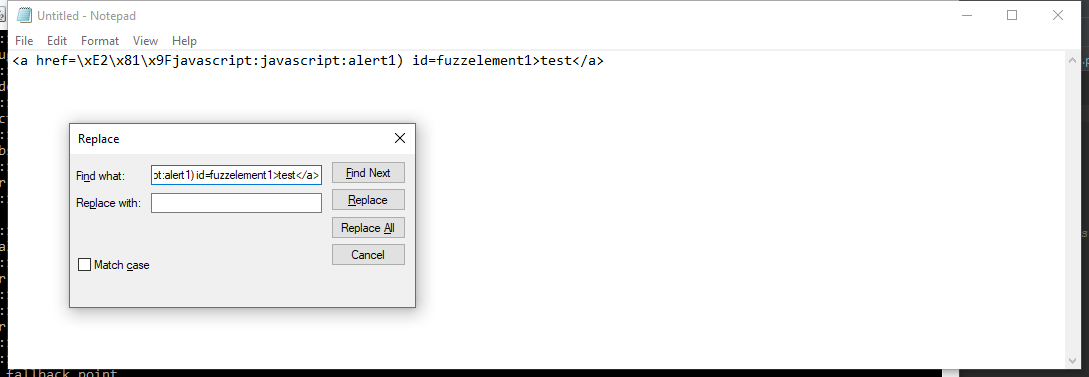 Untitled - Notepad
File Edit Format View Help
<a href=\xE2\x81\x9Fjavascript:javascript:alert1) id=fuzzelement1>test</a>
Replace
Find what: pt:alert1) id=fuzzelement1>test</a> Find Next
Replace with: Replace
Replace All
Cancel
Match case
fallback point